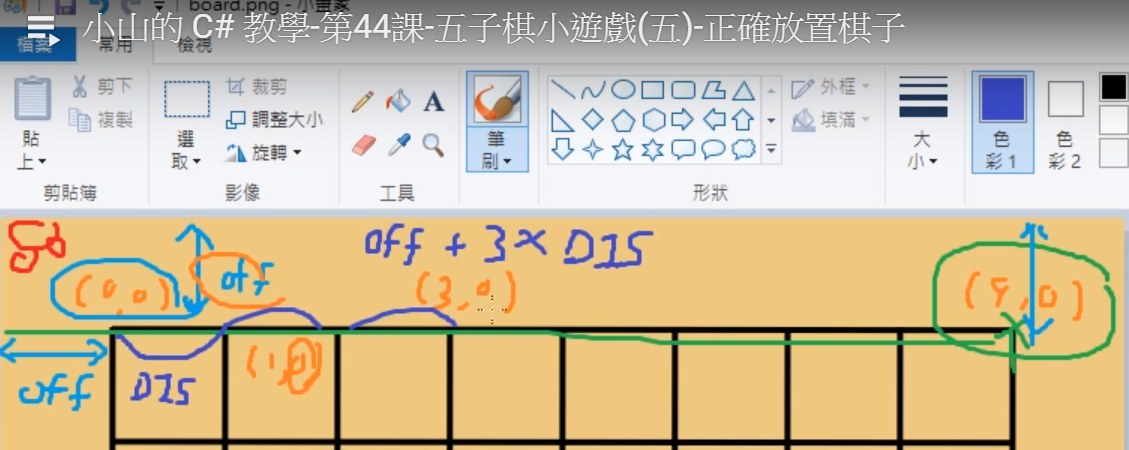 board.png - 小畫家
小山的 C# 教學-第44課-五子棋小遊戲(五)-正確放置棋子
檔案 常用 檢視
貼上
剪下
複製
剪貼簿
選取
裁剪
調整大小
旋轉
影像
A
工具
筆刷
形狀
外框
填滿
大小
色彩 1
色彩 2
off + 3 × DIS
(0,0) off (3,0)
off DIS (1,0)